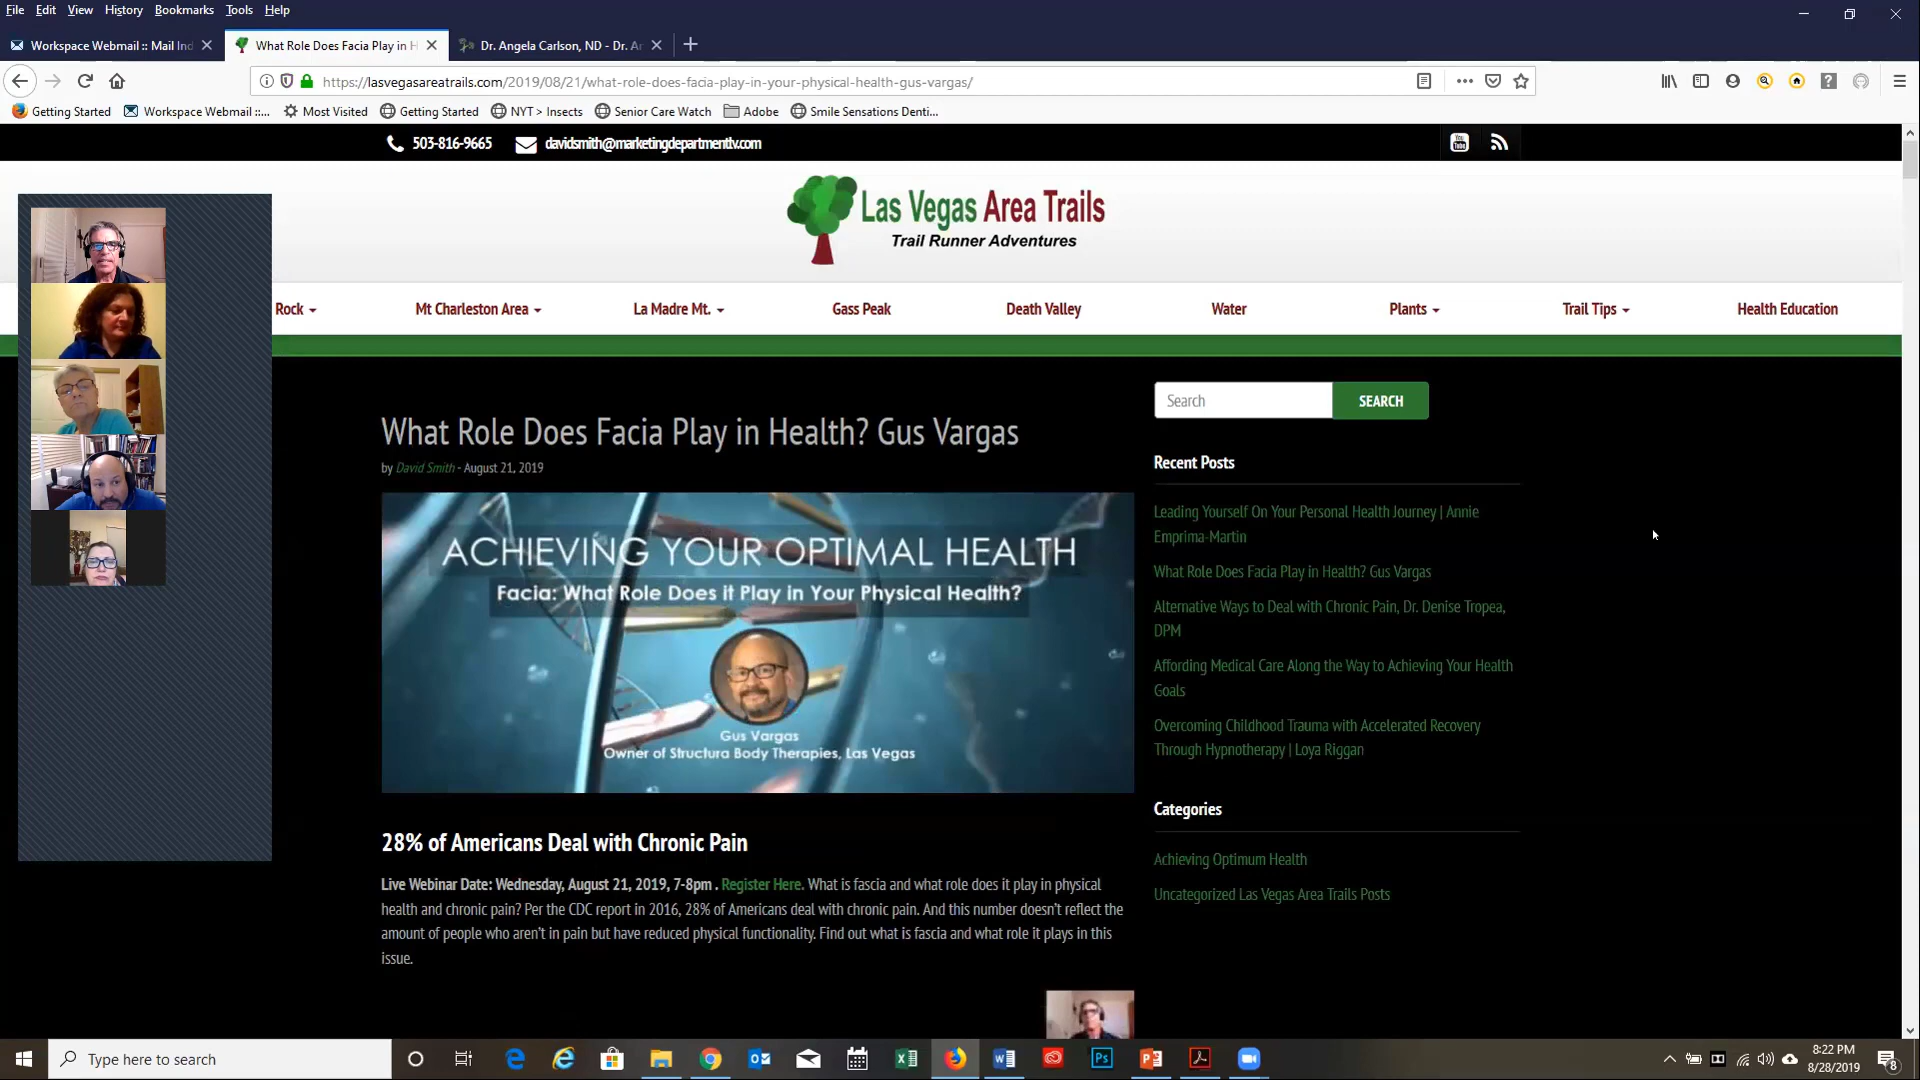 File Edit View History Bookmarks Tools Help
Workspace Webmail :: Mail Ind
What Role Does Facia Play in H
Dr. Angela Carlson, ND - Dr. Ar
https://lasvegasareatrails.com/2019/08/21/what-role-does-facia-play-in-your-physical-health-gus-vargas/
Getting Started Workspace Webmail ::... Most Visited Getting Started NYT > Insects Senior Care Watch Adobe Smile Sensations Denti...
503-816-9665 davidsmith@marketingdepartmentlv.com
You Tube
Las Vegas Area Trails
Trail Runner Adventures
Rock Mt Charleston Area La Madre Mt. Gass Peak Death Valley Water Plants Trail Tips Health Education
What Role Does Facia Play in Health? Gus Vargas
by David Smith - August 21, 2019
ACHIEVING YOUR OPTIMAL HEALTH
Facia: What Role Does it Play in Your Physical Health?
Gus Vargas
Owner of Structura Body Therapies, Las Vegas
28% of Americans Deal with Chronic Pain
Live Webinar Date: Wednesday, August 21, 2019, 7-8pm . Register Here. What is fascia and what role does it play in physical
health and chronic pain? Per the CDC report in 2016, 28% of Americans deal with chronic pain. And this number doesn't reflect the
amount of people who aren't in pain but have reduced physical functionality. Find out what is fascia and what role it plays in this
issue.
Search SEARCH
Recent Posts
Leading Yourself On Your Personal Health Journey | Annie
Emprima-Martin
What Role Does Facia Play in Health? Gus Vargas
Alternative Ways to Deal with Chronic Pain, Dr. Denise Tropea,
DPM
Affording Medical Care Along the Way to Achieving Your Health
Goals
Overcoming Childhood Trauma with Accelerated Recovery
Through Hypnotherapy | Loya Riggan
Categories
Achieving Optimum Health
Uncategorized Las Vegas Area Trails Posts
Type here to search
Ps
8:22 PM
8/28/2019
8